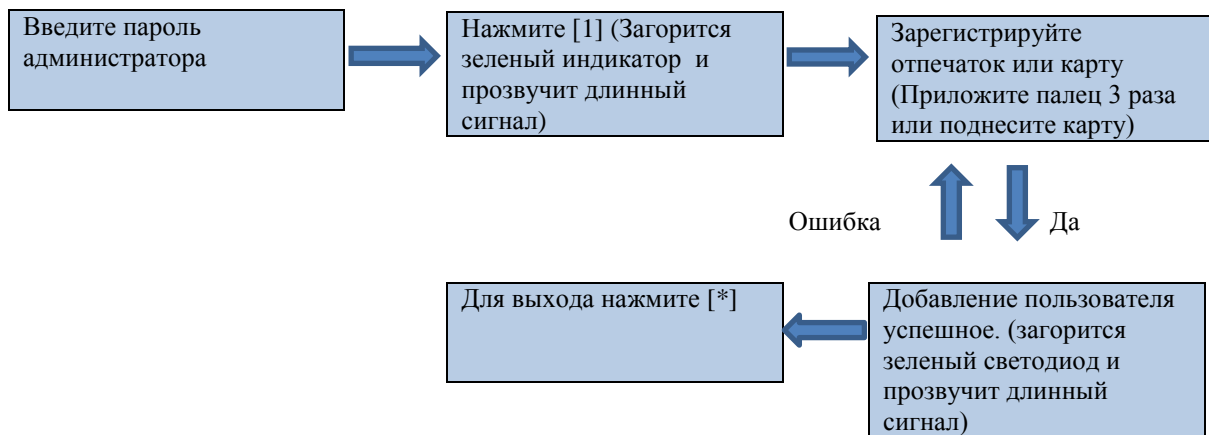 Введите пароль
администратора
Нажмите [1] (Загорится
зеленый индикатор и
прозвучит длинный
сигнал)
Зарегистрируйте
отпечаток или карту
(Приложите палец 3 раза
или поднесите карту)
Ошибка
Да
Для выхода нажмите [*]
Добавление пользователя
успешное. (загорится
зеленый светодиод и
прозвучит длинный
сигнал)